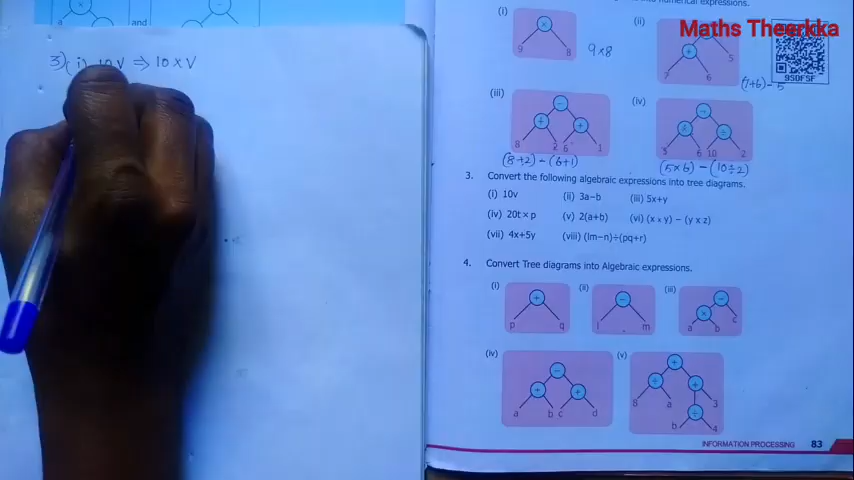 and
3) (i) 10V ⇒ 10 × V
numerical expressions.
Maths Theerkka
(i)
×
9
8
9×8
(ii)
+
5
7
6
(7+6)-5
9SDFSF
(iii)
−
+
+
8
2
6
1
(8+2) − (6+1)
(iv)
−
×
÷
5
6
10
2
(5×6) − (10÷2)
3. Convert the following algebraic expressions into tree diagrams.
(i) 10v (ii) 3a−b (iii) 5x+y
(iv) 20t × p (v) 2(a+b) (vi) (x × y) − (y × z)
(vii) 4x+5y (viii) (lm−n)÷(pq+r)
4. Convert Tree diagrams into Algebraic expressions.
(i)
+
p
q
(ii)
−
l
m
(iii)
−
×
c
a
b
(iv)
−
+
+
a
b
c
d
(v)
+
÷
+
8
a
3
÷
b
4
INFORMATION PROCESSING 83